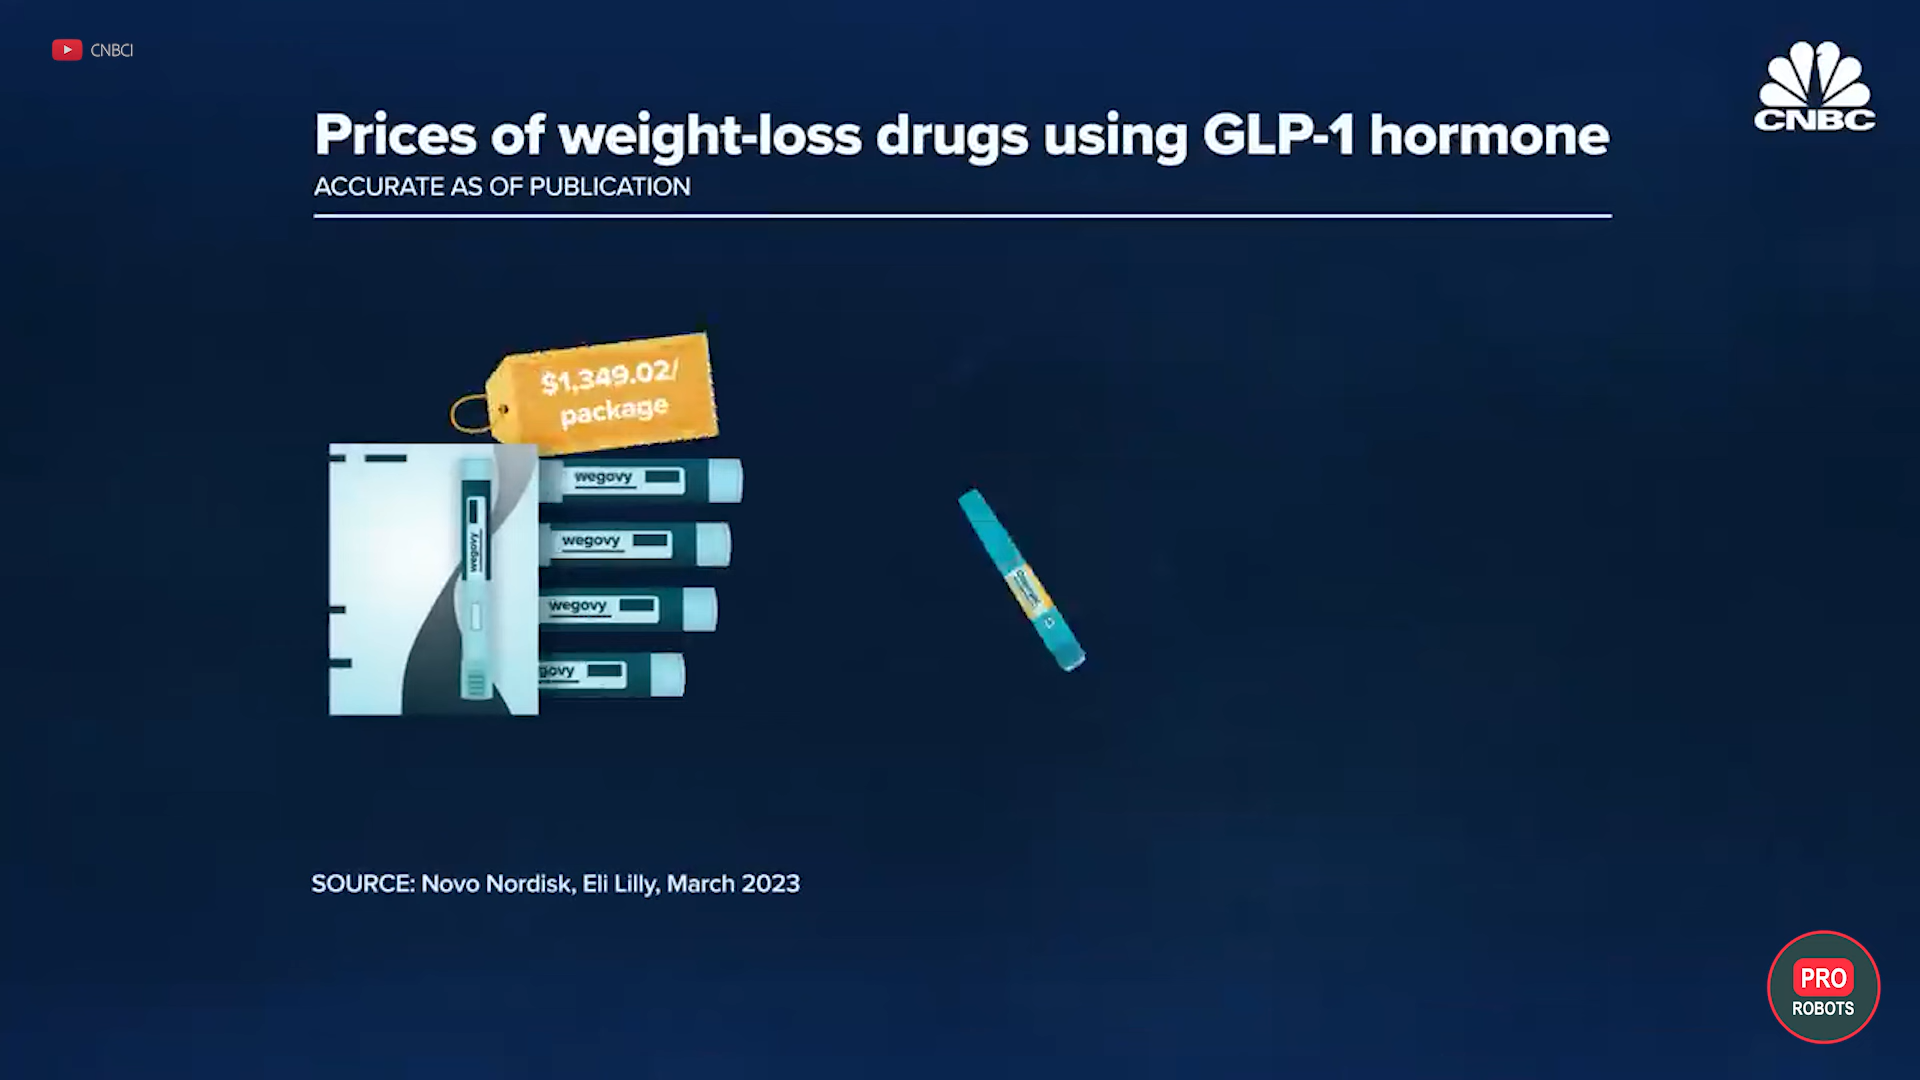 CNBCI
CNBC
Prices of weight-loss drugs using GLP-1 hormone
ACCURATE AS OF PUBLICATION
$1,349.02/
package
wegovy
wegovy
wegovy
wegovy
govy
SOURCE: Novo Nordisk, Eli Lilly, March 2023
PRO
ROBOTS